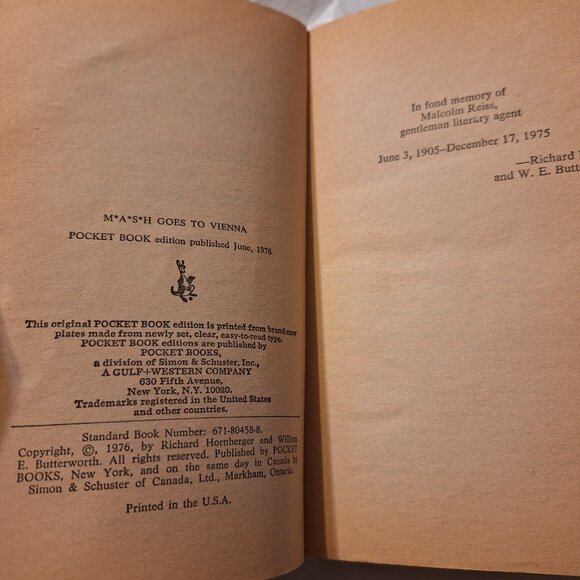 M*A*S*H GOES TO VIENNA
POCKET BOOK edition published June, 1976
This original POCKET BOOK edition is printed from brand-new
plates made from newly set, clear, easy-to-read type.
POCKET BOOK editions are published by
POCKET BOOKS,
a division of Simon & Schuster, Inc.,
A GULF+WESTERN COMPANY
630 Fifth Avenue,
New York, N.Y. 10020.
Trademarks registered in the United States
and other countries.
Standard Book Number: 671-80458-8.
Copyright, ©, 1976, by Richard Hornberger and William
E. Butterworth. All rights reserved. Published by POCKET
BOOKS, New York, and on the same day in Canada by
Simon & Schuster of Canada, Ltd., Markham, Ontario.
Printed in the U.S.A.
In fond memory of
Malcolm Reiss,
gentleman literary agent
June 3, 1905–December 17, 1975
—Richard
and W. E. Butter